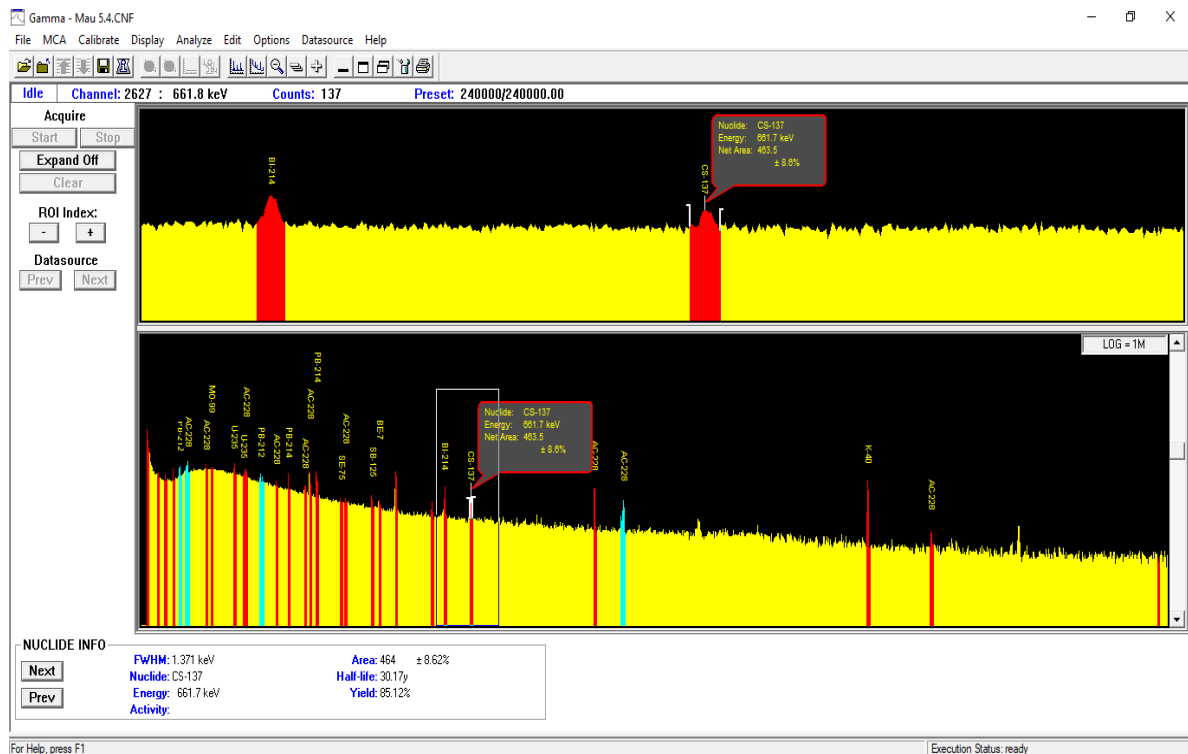 Gamma - Mau 5.4.CNF
File MCA Calibrate Display Analyze Edit Options Datasource Help
Idle Channel: 2627 : 661.8 keV Counts: 137 Preset: 240000/240000.00
Acquire
Start Stop
Expand Off
Clear
ROI Index:
- +
Datasource
Prev Next
BI-214
CS-137
Nuclide: CS-137
Energy: 661.7 keV
Net Area: 463.5
± 8.6%
LOG = 1M
PB-212
AC-228
MO-99
AC-228
U-235
AC-228
U-235
PB-212
AC-228
PB-214
AC-228
AC-228
PB-214
AC-228
SE-75
SB-125
BE-7
BI-214
CS-137
Nuclide: CS-137
Energy: 661.7 keV
Net Area: 463.5
± 8.6%
AC-228
AC-228
K-40
AC-228
NUCLIDE INFO
Next
Prev
FWHM: 1.371 keV Area: 464 ± 8.62%
Nuclide: CS-137 Half-life: 30.17y
Energy: 661.7 keV Yield: 85.12%
Activity:
For Help, press F1 Execution Status: ready